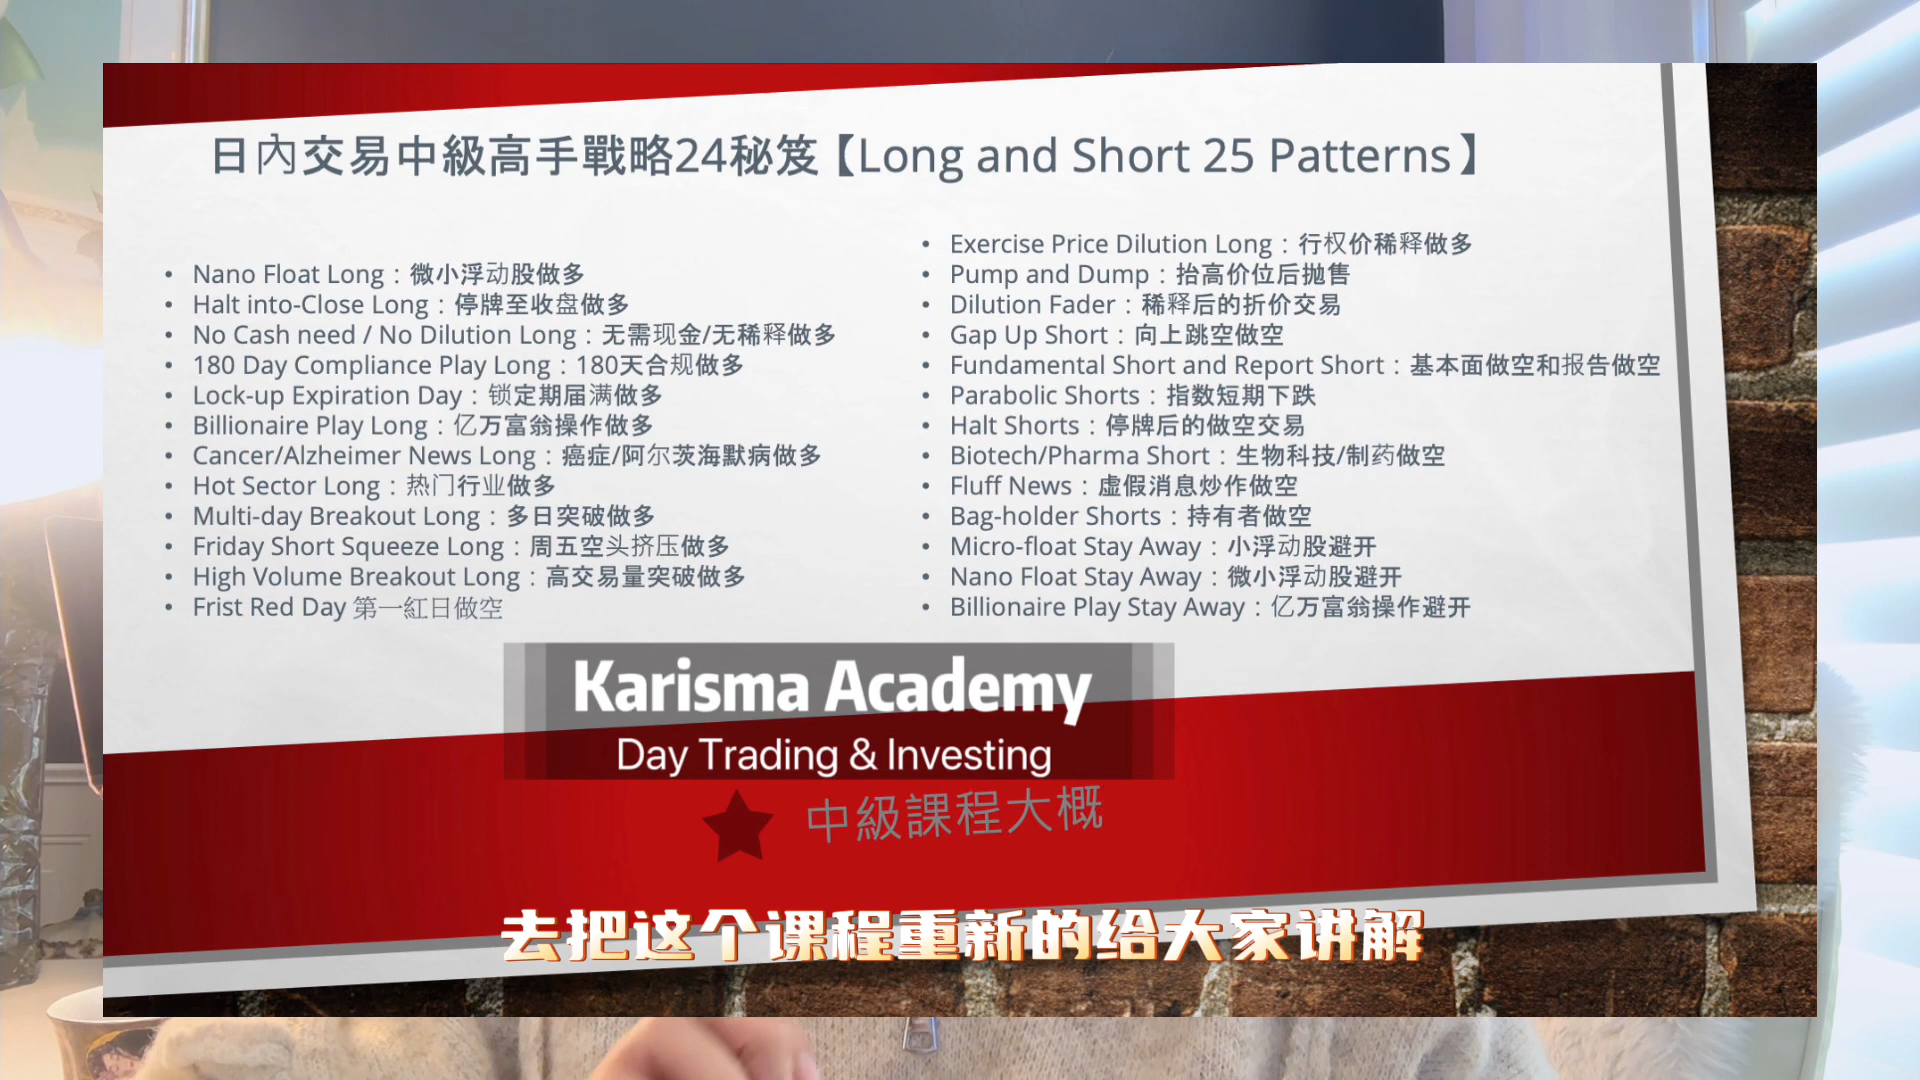 日內交易中級高手戰略24秘笈【Long and Short 25 Patterns】
• Nano Float Long：微小浮动股做多
• Halt into-Close Long：停牌至收盘做多
• No Cash need / No Dilution Long：无需现金/无稀释做多
• 180 Day Compliance Play Long：180天合规做多
• Lock-up Expiration Day：锁定期届满做多
• Billionaire Play Long：亿万富翁操作做多
• Cancer/Alzheimer News Long：癌症/阿尔茨海默病做多
• Hot Sector Long：热门行业做多
• Multi-day Breakout Long：多日突破做多
• Friday Short Squeeze Long：周五空头挤压做多
• High Volume Breakout Long：高交易量突破做多
• Frist Red Day 第一紅日做空
• Exercise Price Dilution Long：行权价稀释做多
• Pump and Dump：抬高价位后抛售
• Dilution Fader：稀释后的折价交易
• Gap Up Short：向上跳空做空
• Fundamental Short and Report Short：基本面做空和报告做空
• Parabolic Shorts：指数短期下跌
• Halt Shorts：停牌后的做空交易
• Biotech/Pharma Short：生物科技/制药做空
• Fluff News：虚假消息炒作做空
• Bag-holder Shorts：持有者做空
• Micro-float Stay Away：小浮动股避开
• Nano Float Stay Away：微小浮动股避开
• Billionaire Play Stay Away：亿万富翁操作避开
Karisma Academy
Day Trading & Investing
中級課程大概
去把这个课程重新的给大家讲解